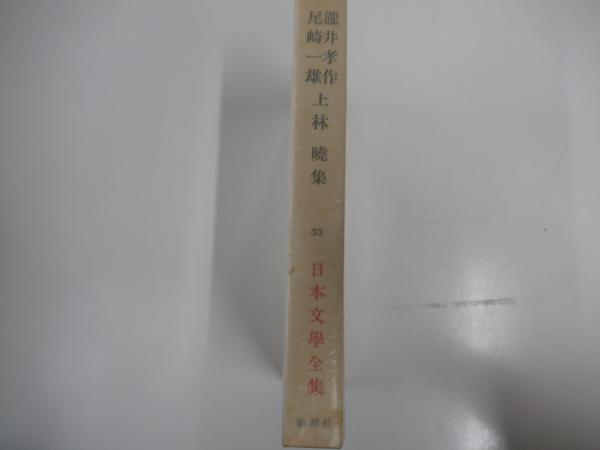 瀧井孝作
尾崎一雄
上林 曉集
33
日本文學全集
新潮社